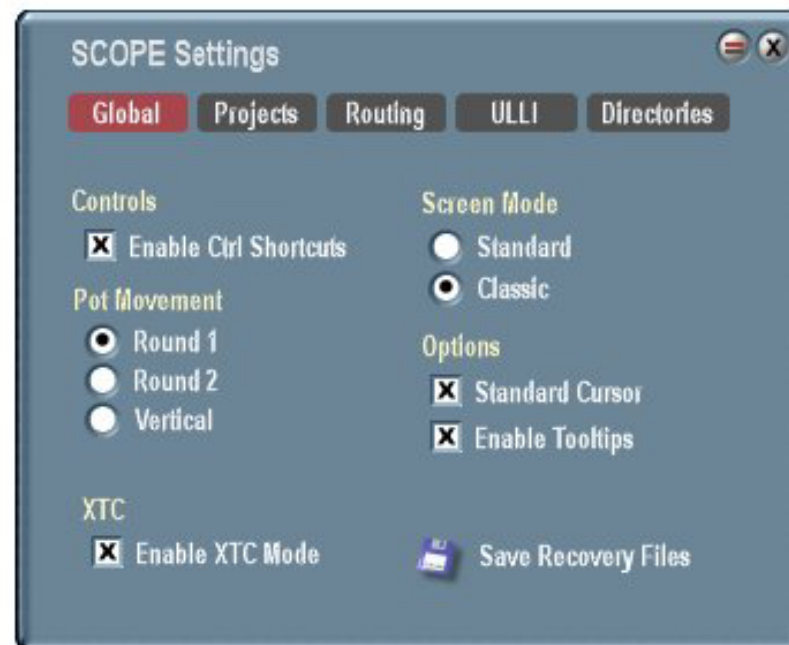 SCOPE Settings
Global Projects Routing ULLI Directories
Controls
Enable Ctrl Shortcuts
Pot Movement
Round 1
Round 2
Vertical
Screen Mode
Standard
Classic
Options
Standard Cursor
Enable Tooltips
XTC
Enable XTC Mode
Save Recovery Files